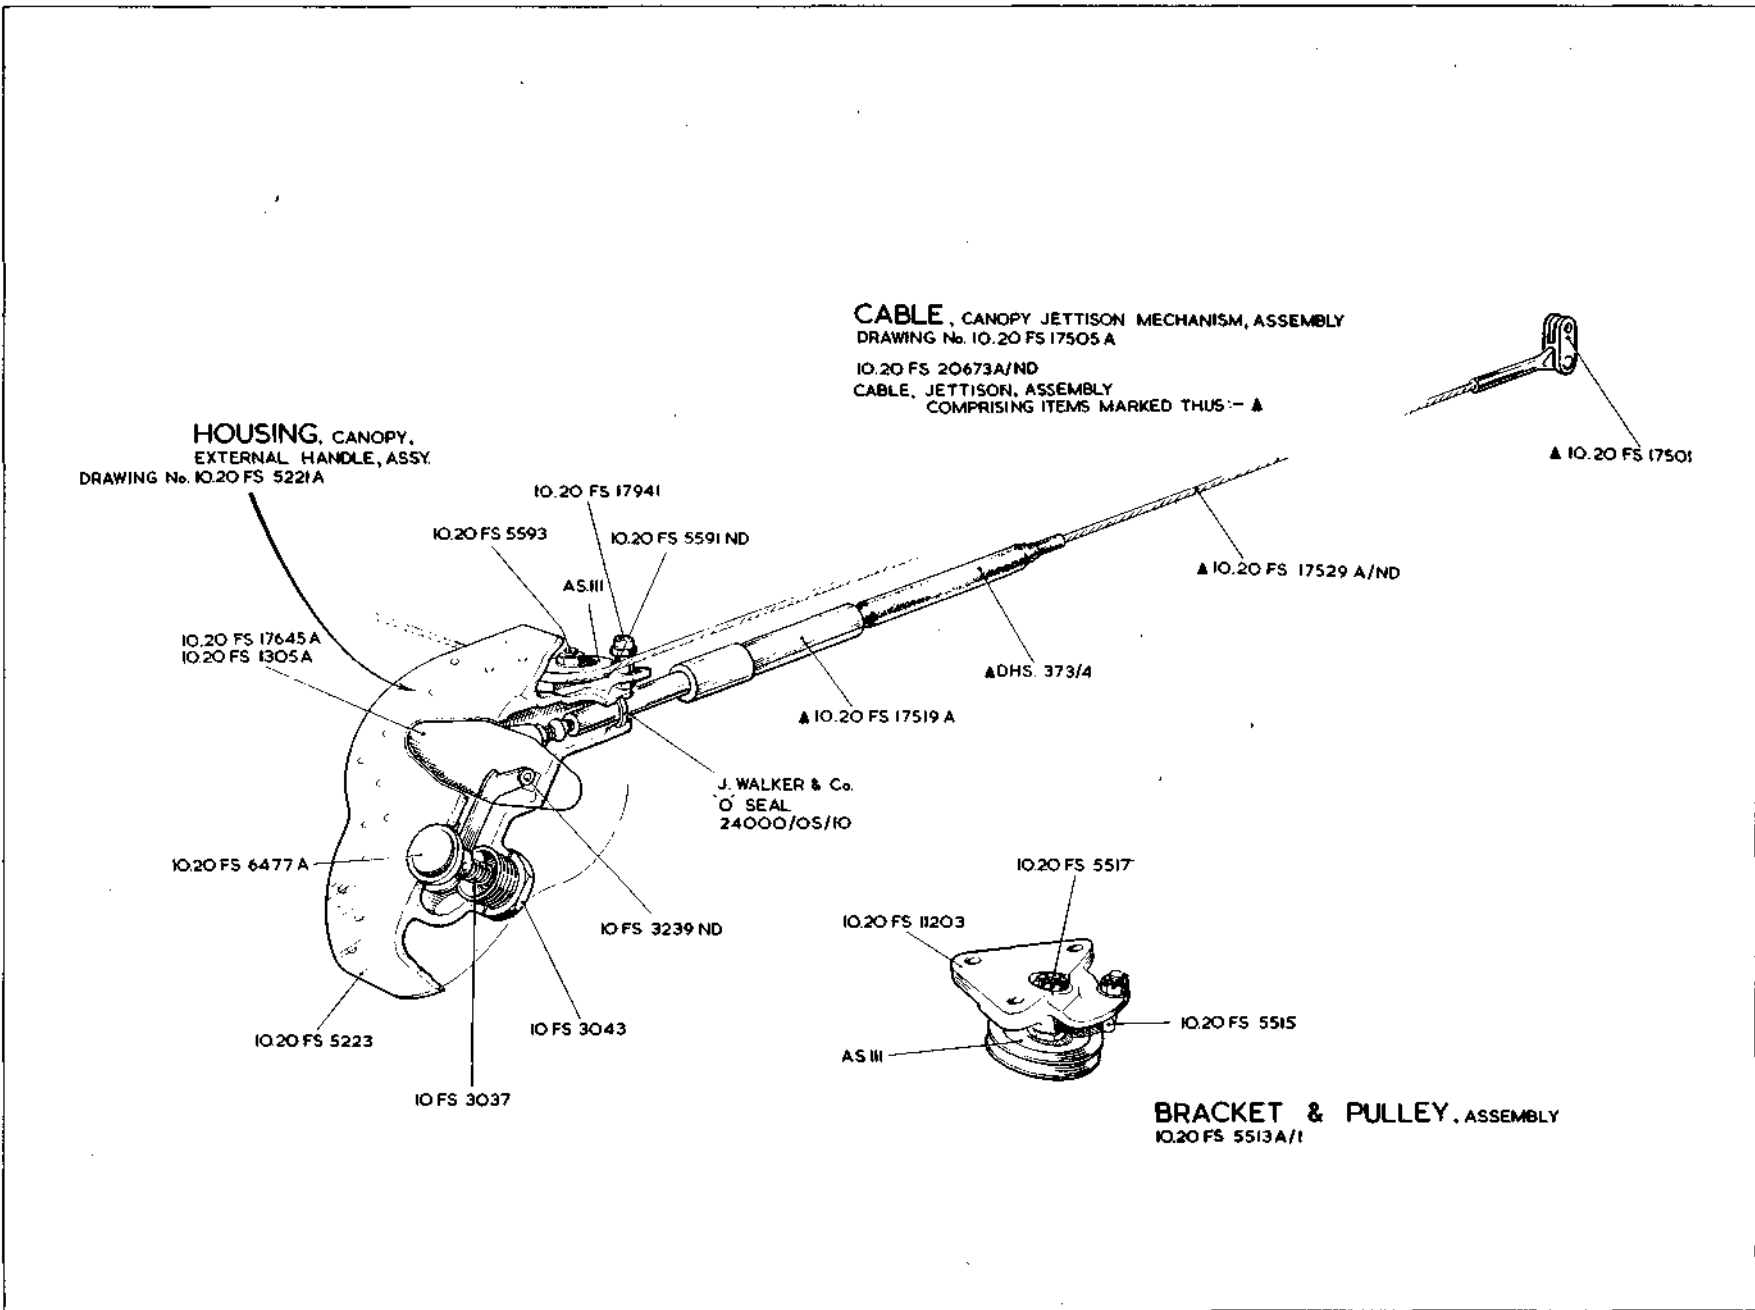 CABLE, CANOPY JETTISON MECHANISM, ASSEMBLY
DRAWING No. 10.20 FS 17505 A
10.20 FS 20673A/ND
CABLE, JETTISON, ASSEMBLY
COMPRISING ITEMS MARKED THUS:- ▲
▲ 10.20 FS 17501
HOUSING, CANOPY,
EXTERNAL HANDLE, ASSY.
DRAWING No. 10.20 FS 5221A
10.20 FS 17941
10.20 FS 5593
10.20 FS 5591 ND
AS.111
▲ 10.20 FS 17529 A/ND
10.20 FS 17645A
10.20 FS 1305A
▲DHS. 373/4
▲ 10.20 FS 17519 A
J. WALKER & Co.
'O' SEAL
24000/OS/10
10.20 FS 6477A
10.20 FS 5517
10.20 FS 11203
10 FS 3239 ND
10 FS 3043
10.20 FS 5223
10.20 FS 5515
AS 111
10 FS 3037
BRACKET & PULLEY, ASSEMBLY
10.20 FS 5513A/1